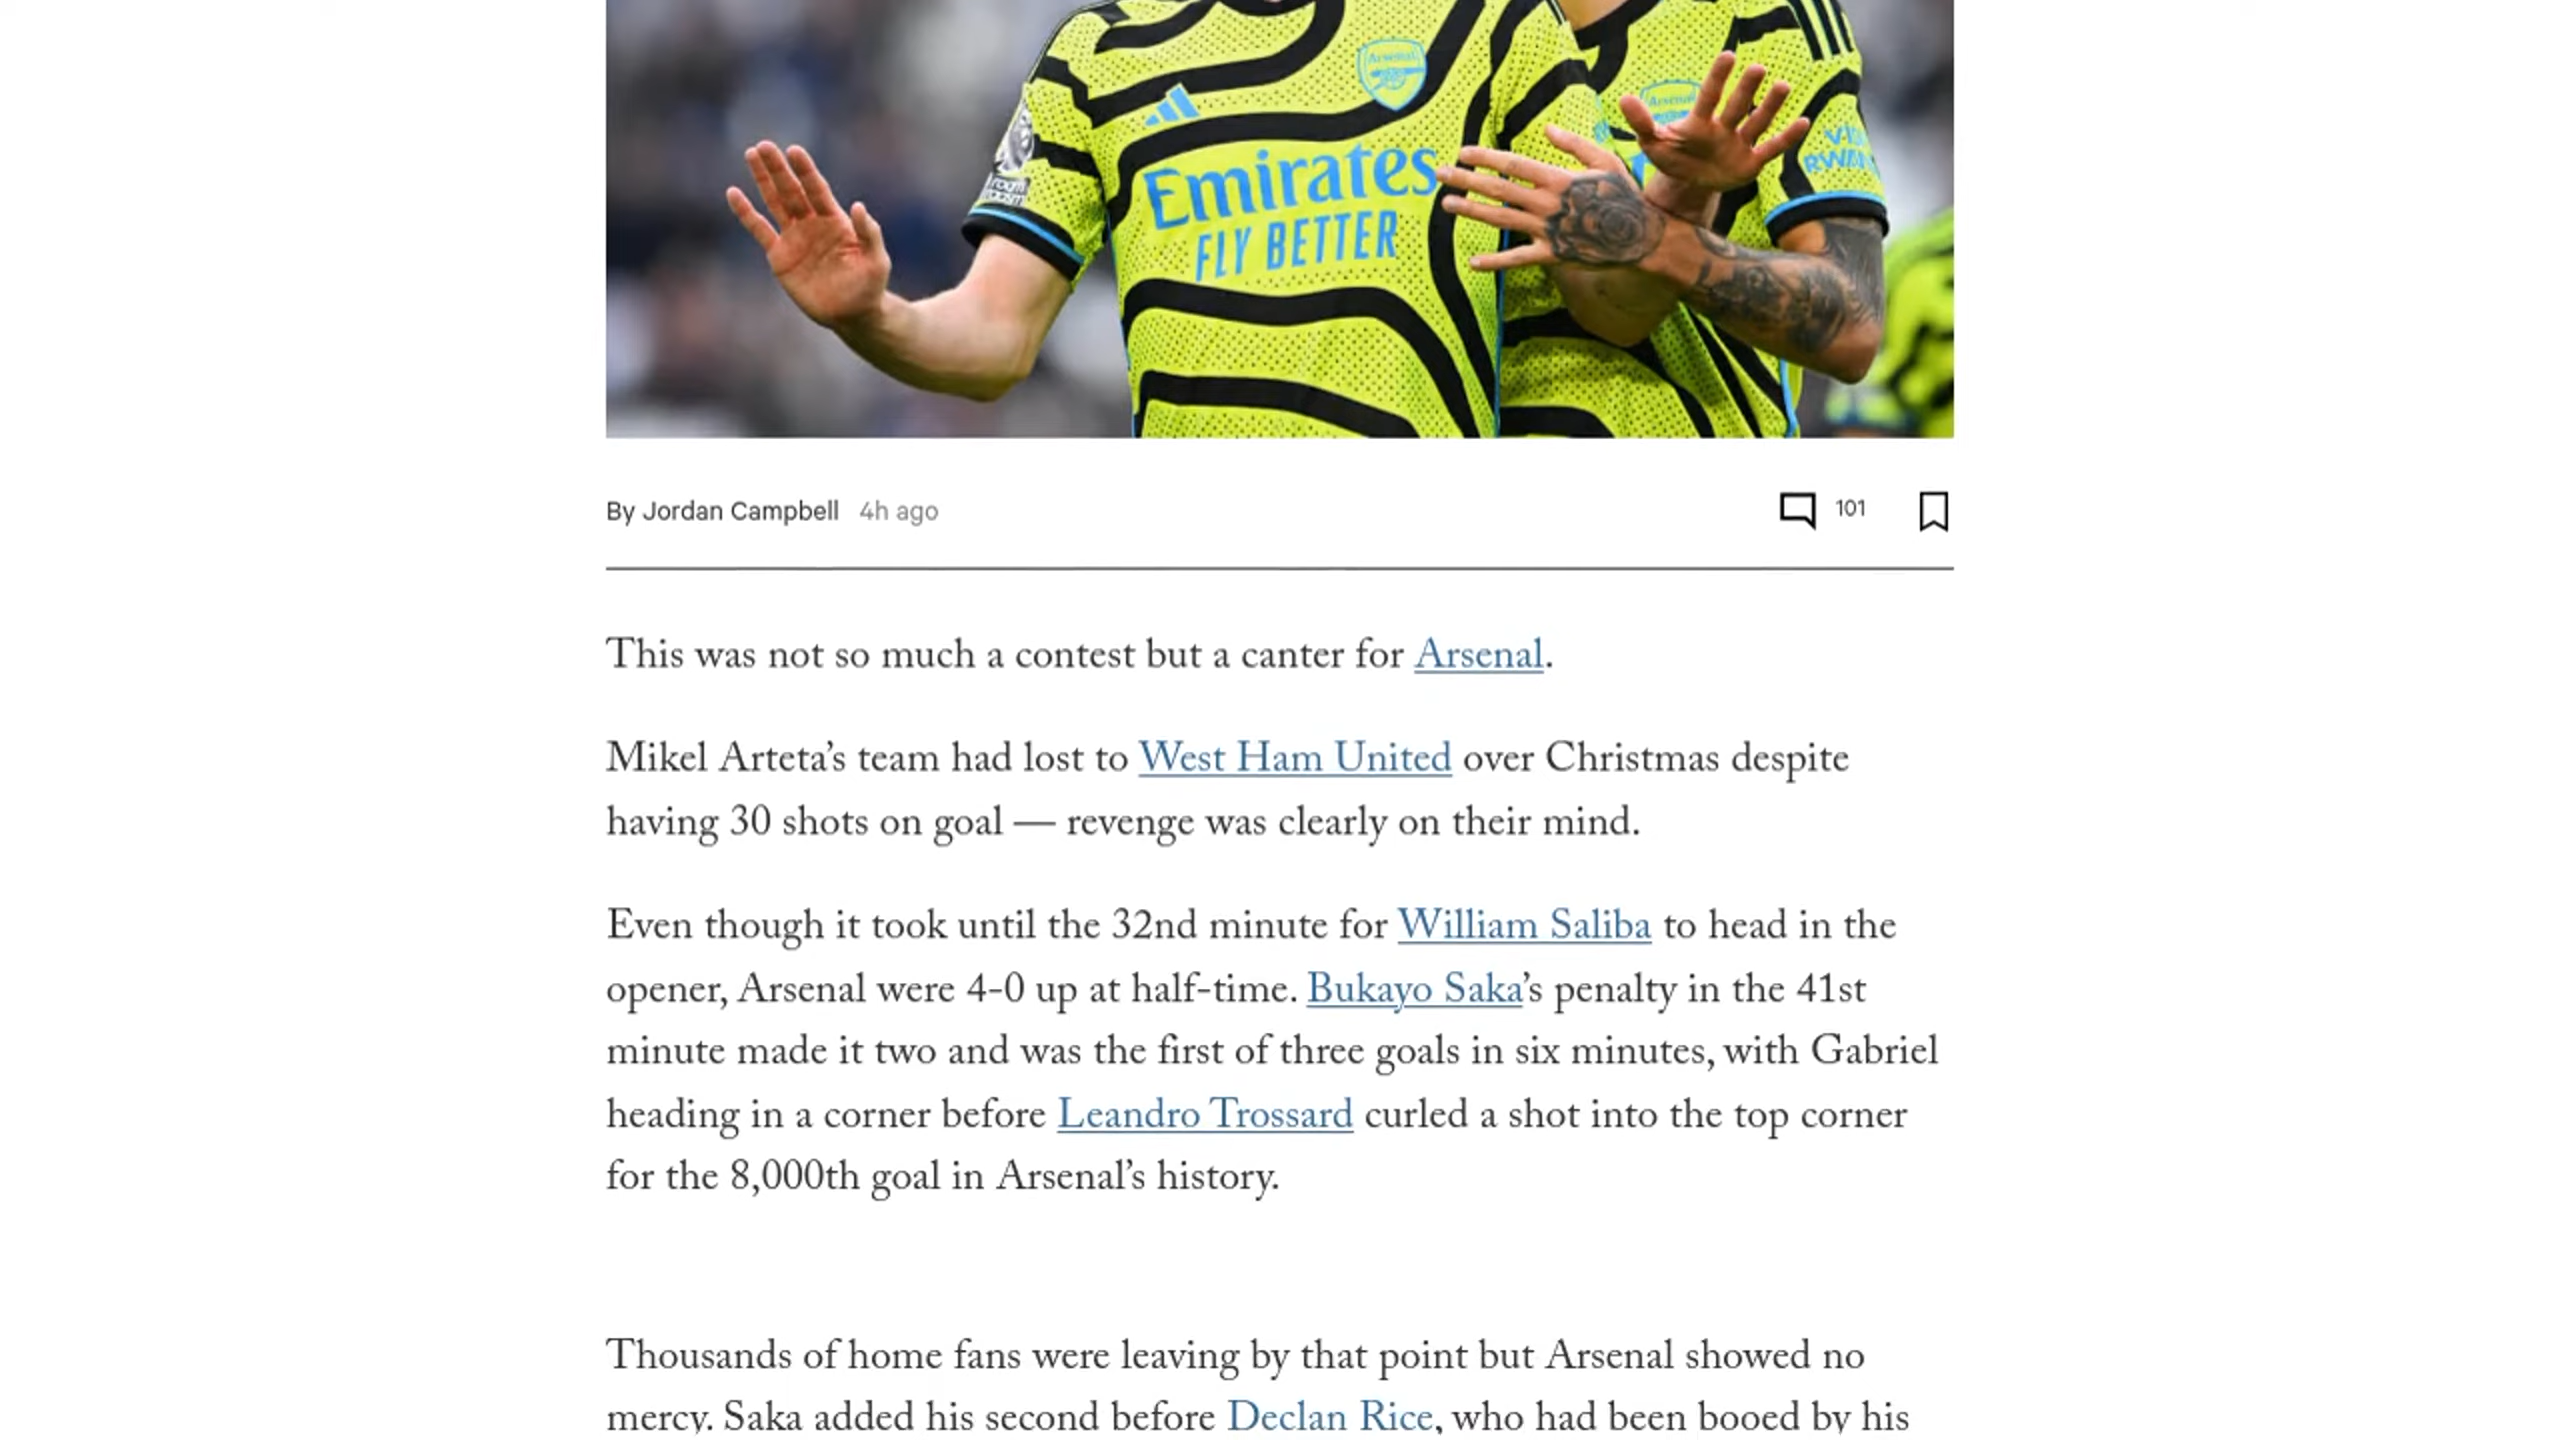 Arsenal
Arsenal
Emirates
FLY BETTER
By Jordan Campbell 4h ago
101
This was not so much a contest but a canter for Arsenal.
Mikel Arteta’s team had lost to West Ham United over Christmas despite
having 30 shots on goal — revenge was clearly on their mind.
Even though it took until the 32nd minute for William Saliba to head in the
opener, Arsenal were 4-0 up at half-time. Bukayo Saka’s penalty in the 41st
minute made it two and was the first of three goals in six minutes, with Gabriel
heading in a corner before Leandro Trossard curled a shot into the top corner
for the 8,000th goal in Arsenal’s history.
Thousands of home fans were leaving by that point but Arsenal showed no
mercy. Saka added his second before Declan Rice, who had been booed by his